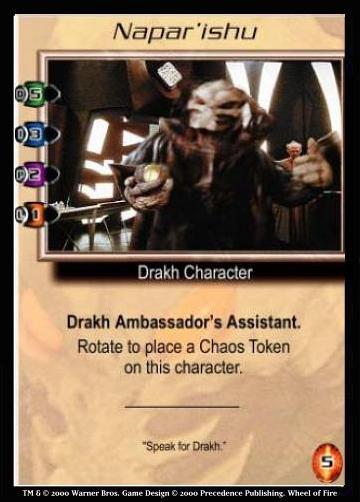 Napar'ishu
D 5
I 3
P 2
L 1
Drakh Character
Drakh Ambassador's Assistant.
Rotate to place a Chaos Token
on this character.
"Speak for Drakh."
5
TM & © 2000 Warner Bros. Game Design © 2000 Precedence Publishing. Wheel of Fire